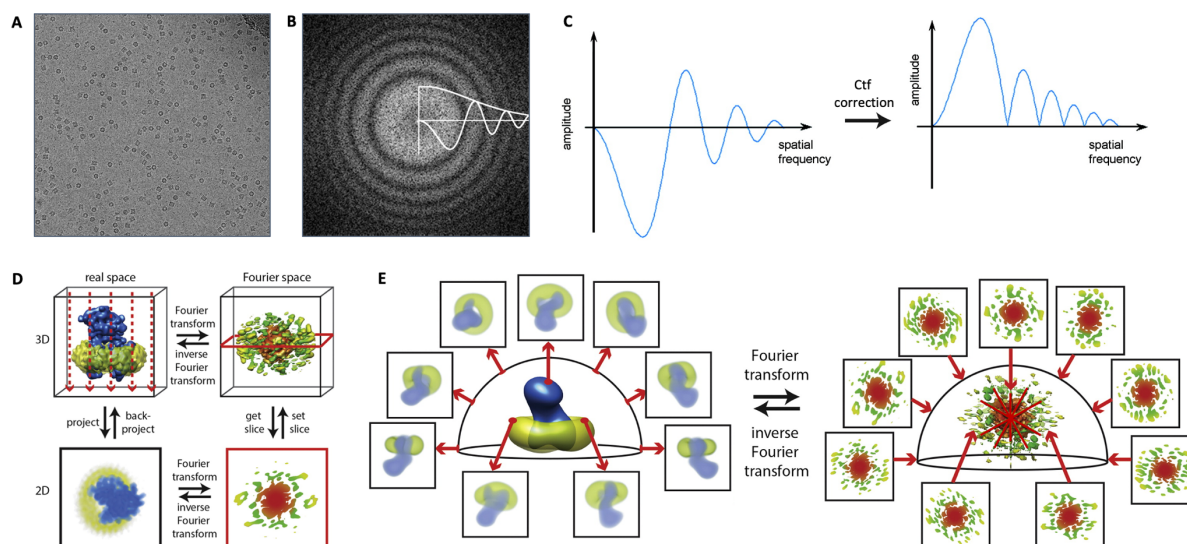 A
B
C
amplitude
spatial
frequency
Ctf
correction
amplitude
spatial
frequency
D
real space
Fourier space
3D
Fourier
transform
inverse
Fourier
transform
project
back-
project
get
slice
set
slice
2D
Fourier
transform
inverse
Fourier
transform
E
Fourier
transform
inverse
Fourier
transform